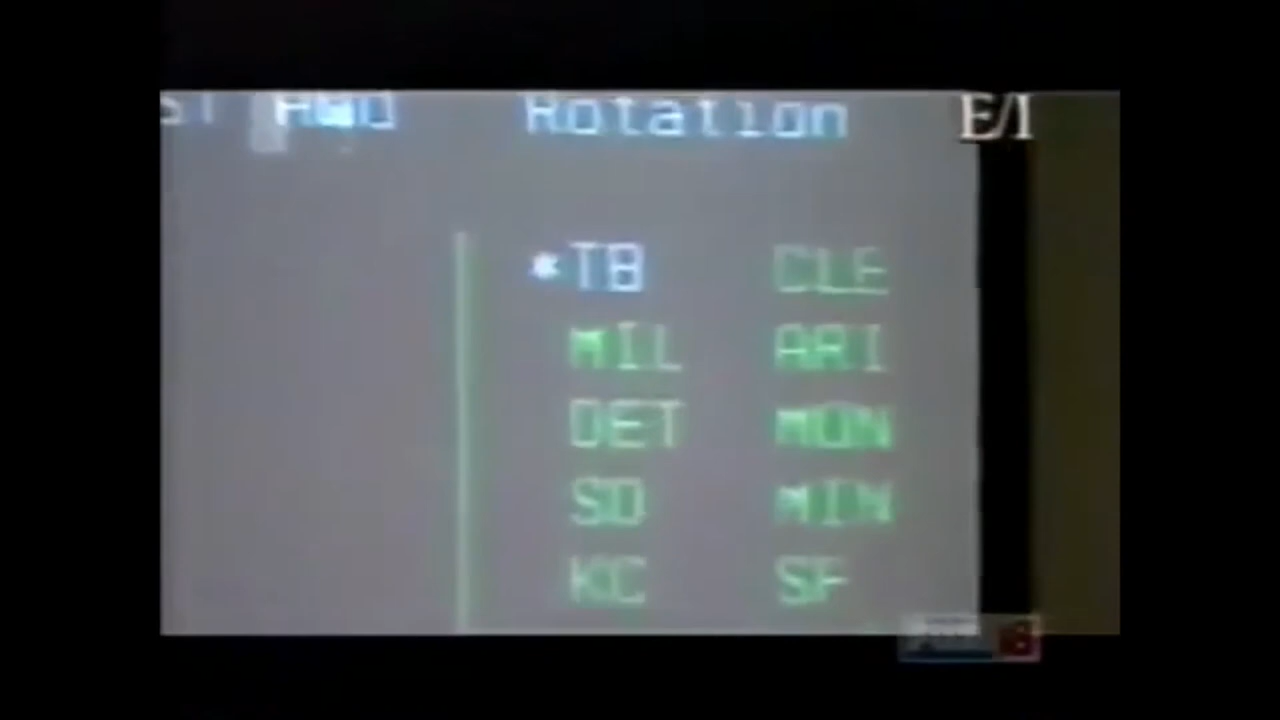 Rotation E/I
*TB CLE
MIL ARI
DET MON
SD MIN
KC SF